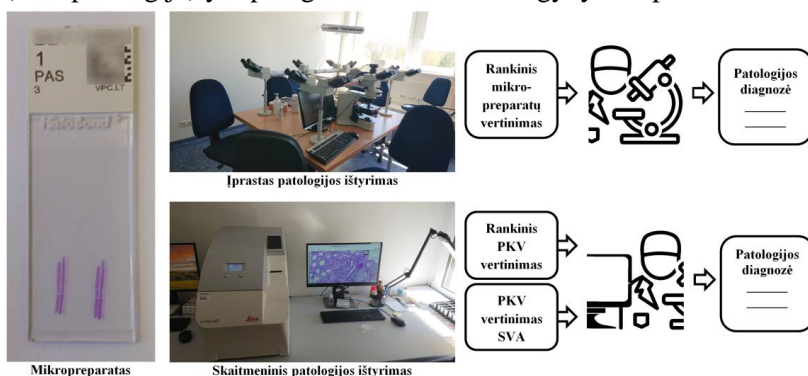 1
PAS
3
VPC.LT
Mikropreparatas
Įprastas patologijos ištyrimas
Rankinis
mikro-
preparatų
vertinimas
Patologijos
diagnozė
Skaitmeninis patologijos ištyrimas
Rankinis
PKV
vertinimas
PKV
vertinimas
SVA
Patologijos
diagnozė